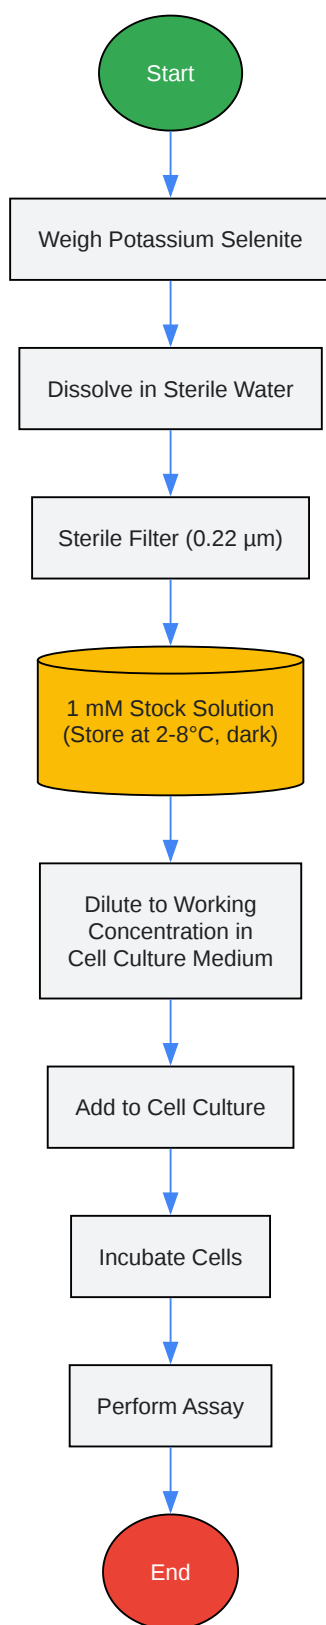 Start
Weigh Potassium Selenite
Dissolve in Sterile Water
Sterile Filter (0.22 µm)
1 mM Stock Solution
(Store at 2-8°C, dark)
Dilute to Working
Concentration in
Cell Culture Medium
Add to Cell Culture
Incubate Cells
Perform Assay
End